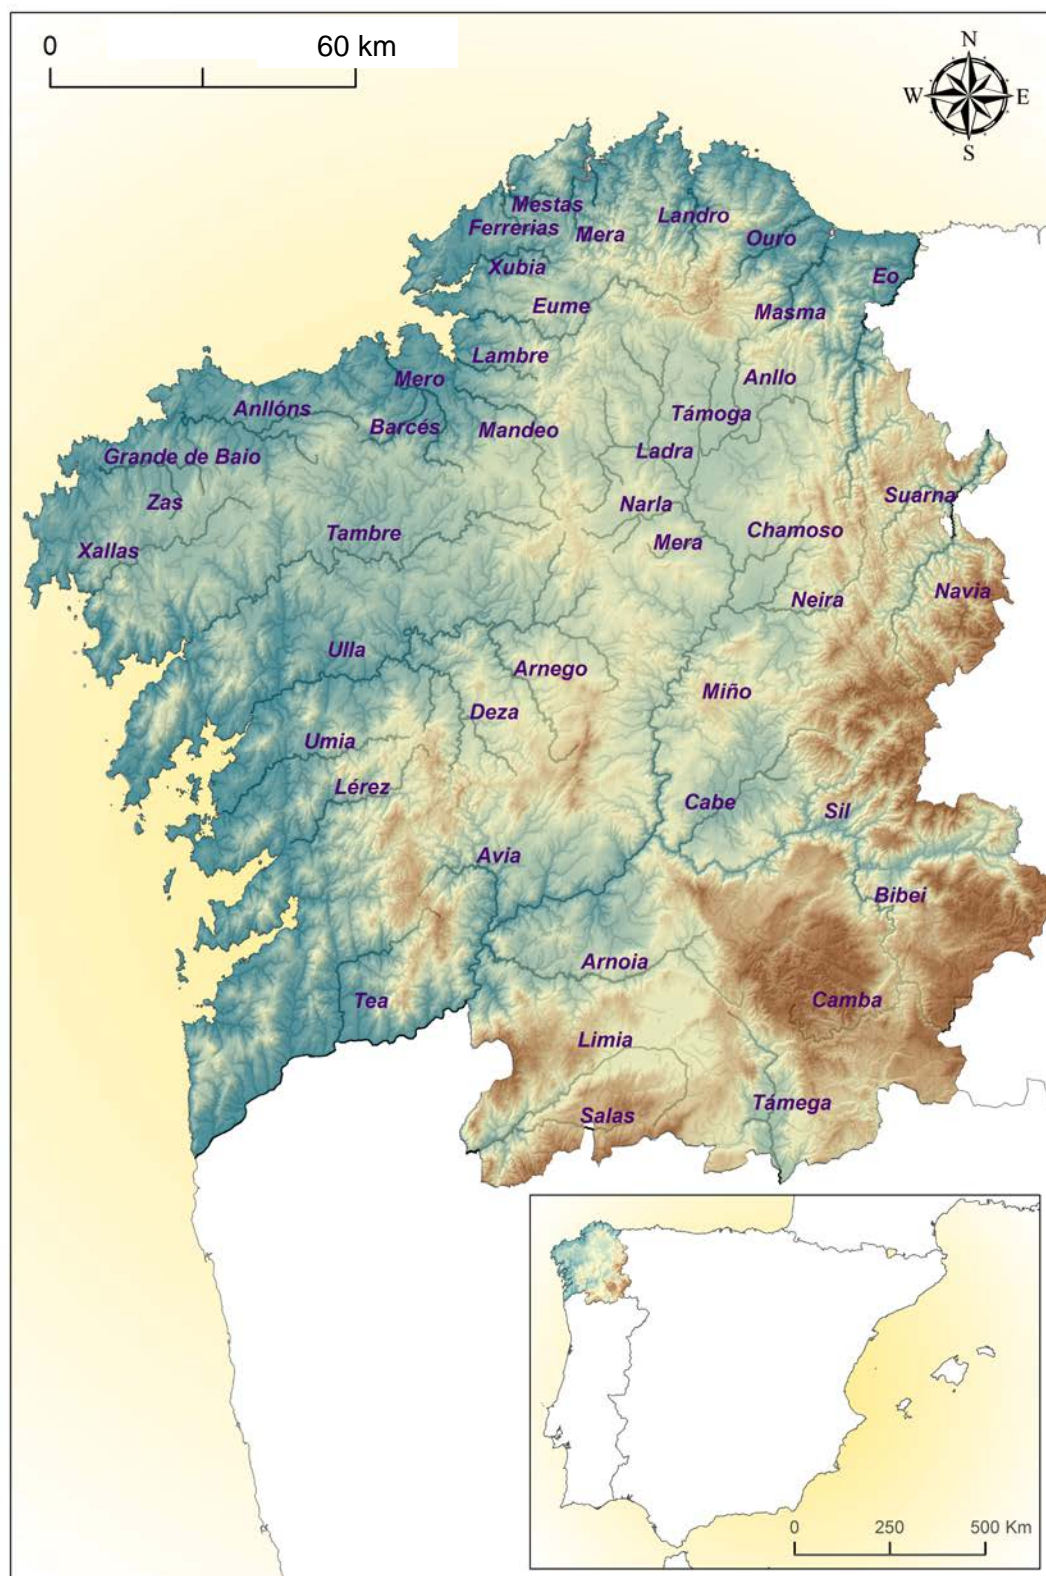 0 60 km
N
W E
S
Mestas
Landro
Ferrerias
Mera
Ouro
Xubia
Eo
Eume
Masma
Lambre
Mero
Anllo
Anllóns
Támoga
Barcés
Mandeo
Ladra
Grande de Baio
Suarna
Zas
Narla
Chamoso
Tambre
Mera
Xallas
Navia
Neira
Ulla
Arnego
Miño
Deza
Umia
Lérez
Cabe
Sil
Avia
Bibei
Arnoia
Tea
Camba
Limia
Salas
Támega
0 250 500 Km